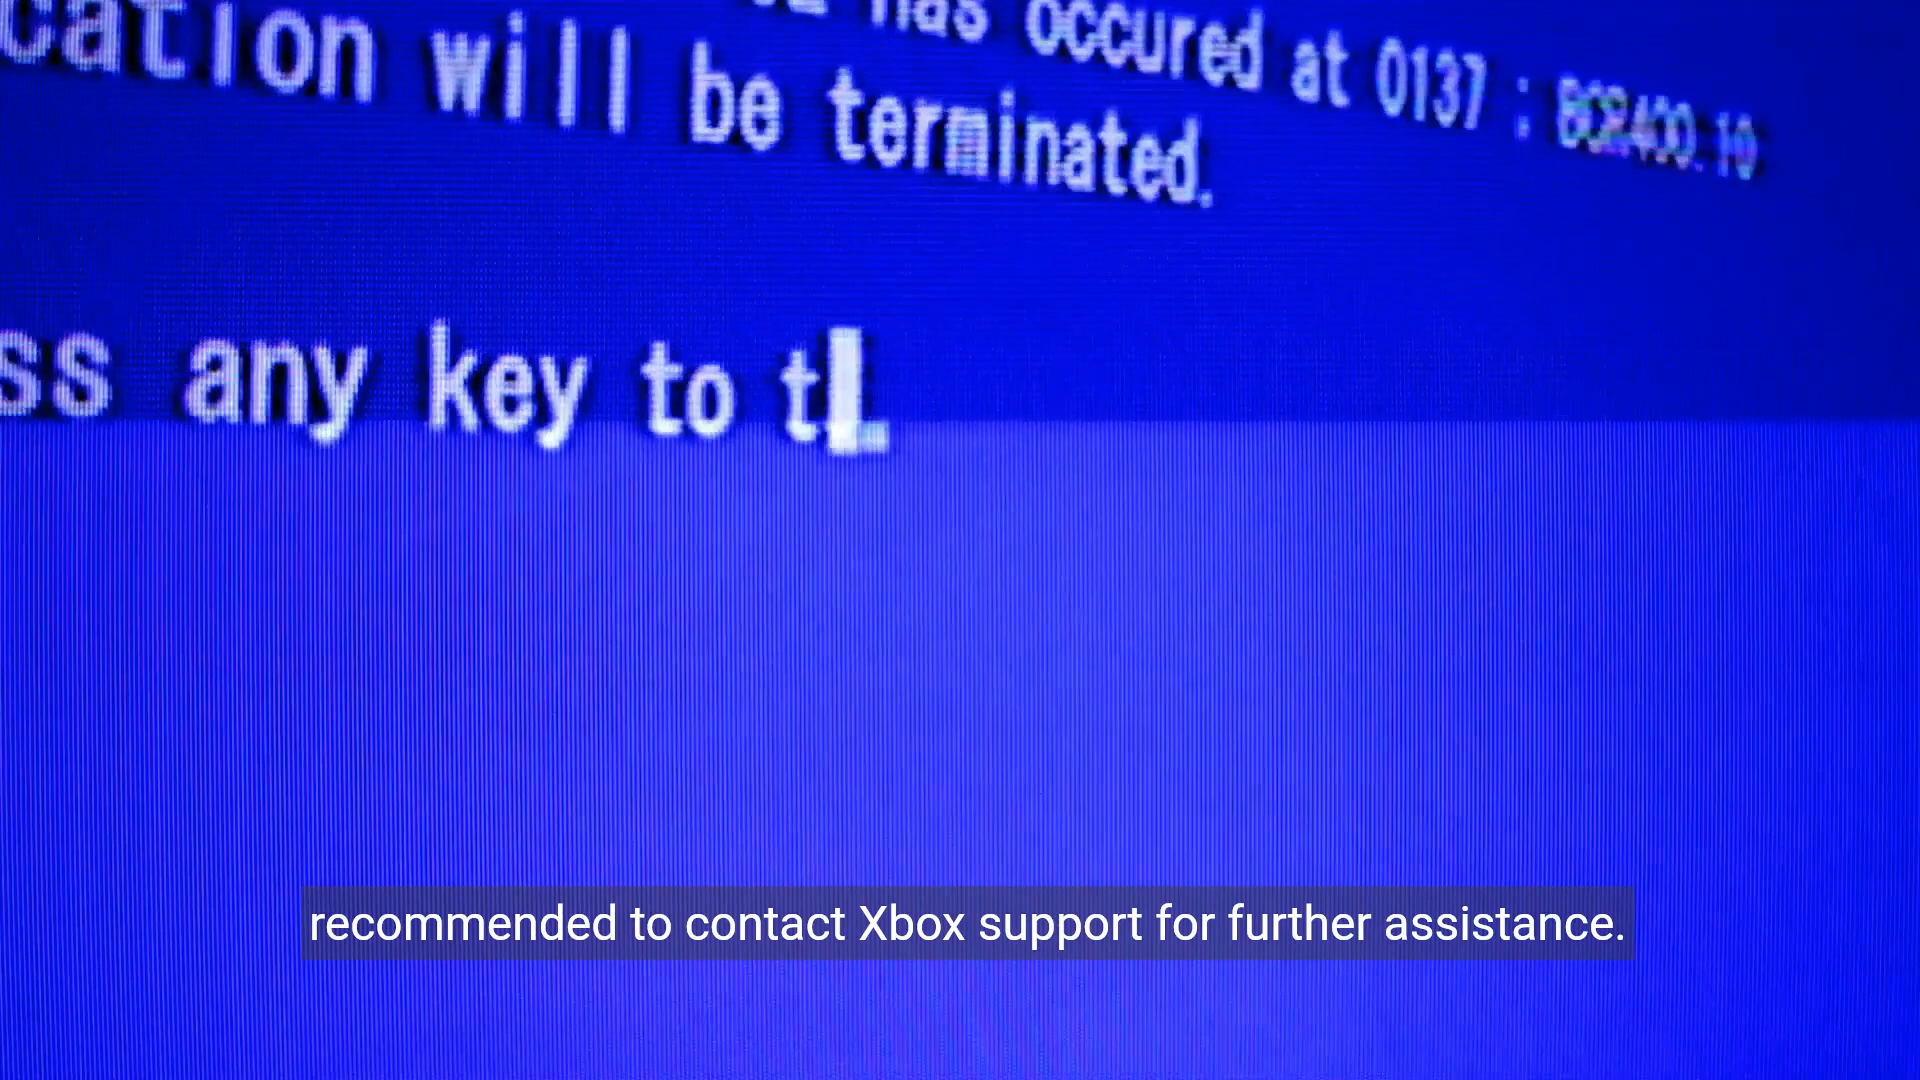 has occured at 0137 :
cation will be terminated.
ss any key to t
recommended to contact Xbox support for further assistance.